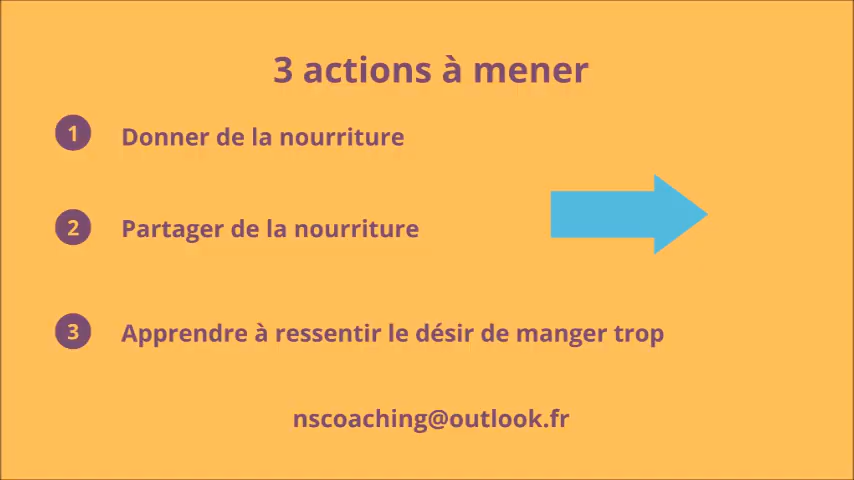 3 actions à mener
1 Donner de la nourriture
2 Partager de la nourriture
3 Apprendre à ressentir le désir de manger trop
nscoaching@outlook.fr